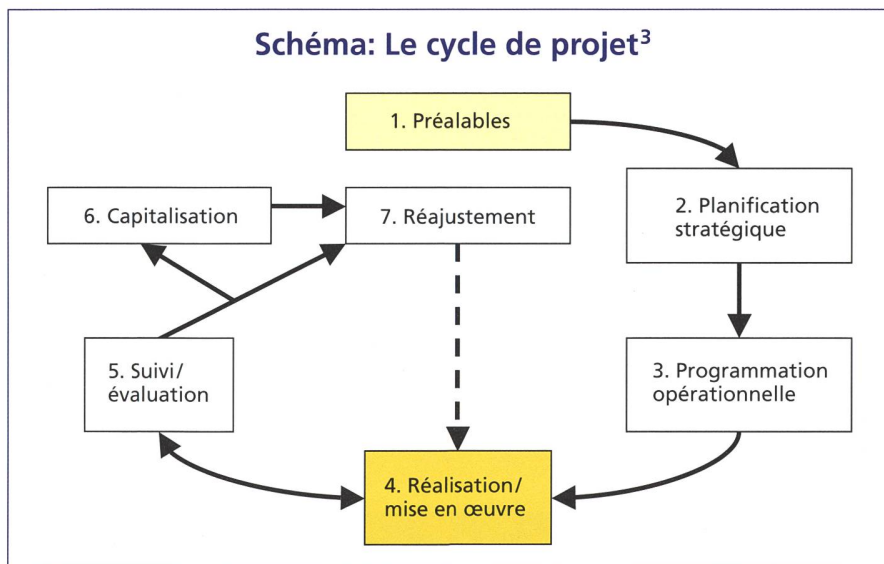 Schéma: Le cycle de projet³
1. Préalables
2. Planification
stratégique
3. Programmation
opérationnelle
4. Réalisation/
mise en œuvre
5. Suivi/
évaluation
6. Capitalisation
7. Réajustement